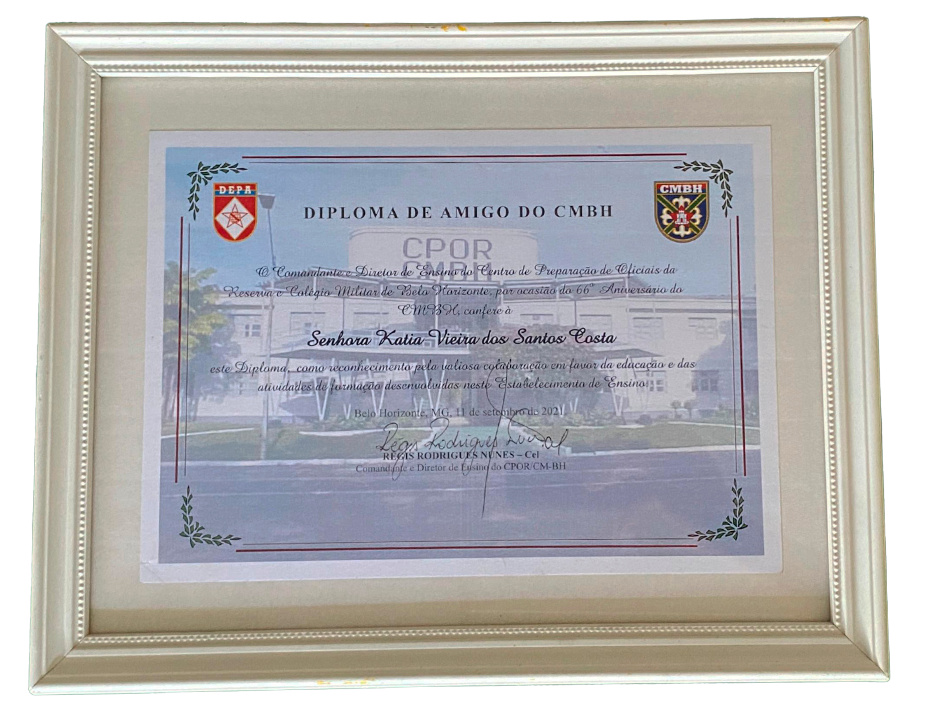 DEPA
CMBH
DIPLOMA DE AMIGO DO CMBH
CPOR
CMBH
O Comandante e Diretor de Ensino do Centro de Preparação de Oficiais da
Reserva e Colégio Militar de Belo Horizonte, por ocasião do 66º Aniversário do
CMBH, confere à
Senhora Katia Vieira dos Santos Costa
este Diploma, como reconhecimento pela valiosa colaboração em favor da educação e das
atividades de formação desenvolvidas neste Estabelecimento de Ensino.
Belo Horizonte, MG, 11 de setembro de 2021.
Régis Rodrigues
RÉGIS RODRIGUES NUNES – Cel
Comandante e Diretor de Ensino do CPOR/CM-BH